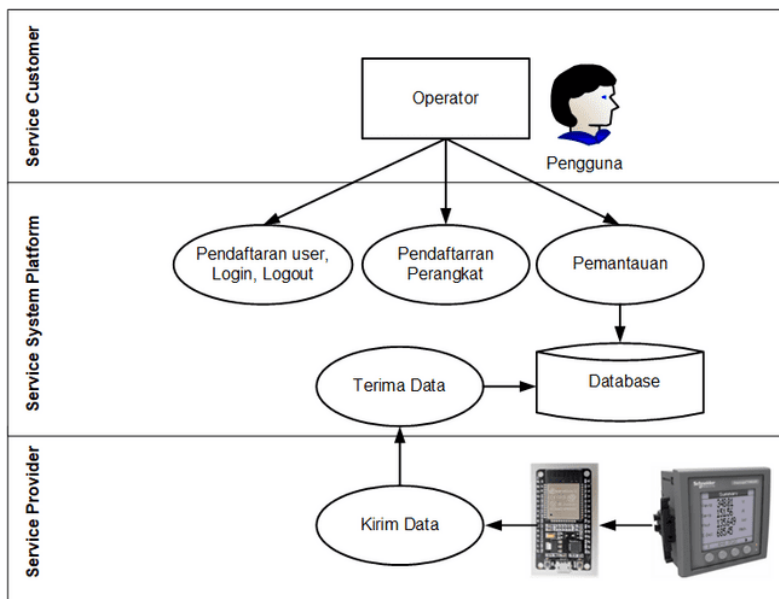 Service Customer
Operator
Pengguna
Service System Platform
Pendaftaran user,
Login, Logout
Pendaftarran
Perangkat
Pemantauan
Terima Data
Database
Service Provider
Kirim Data
Schneider